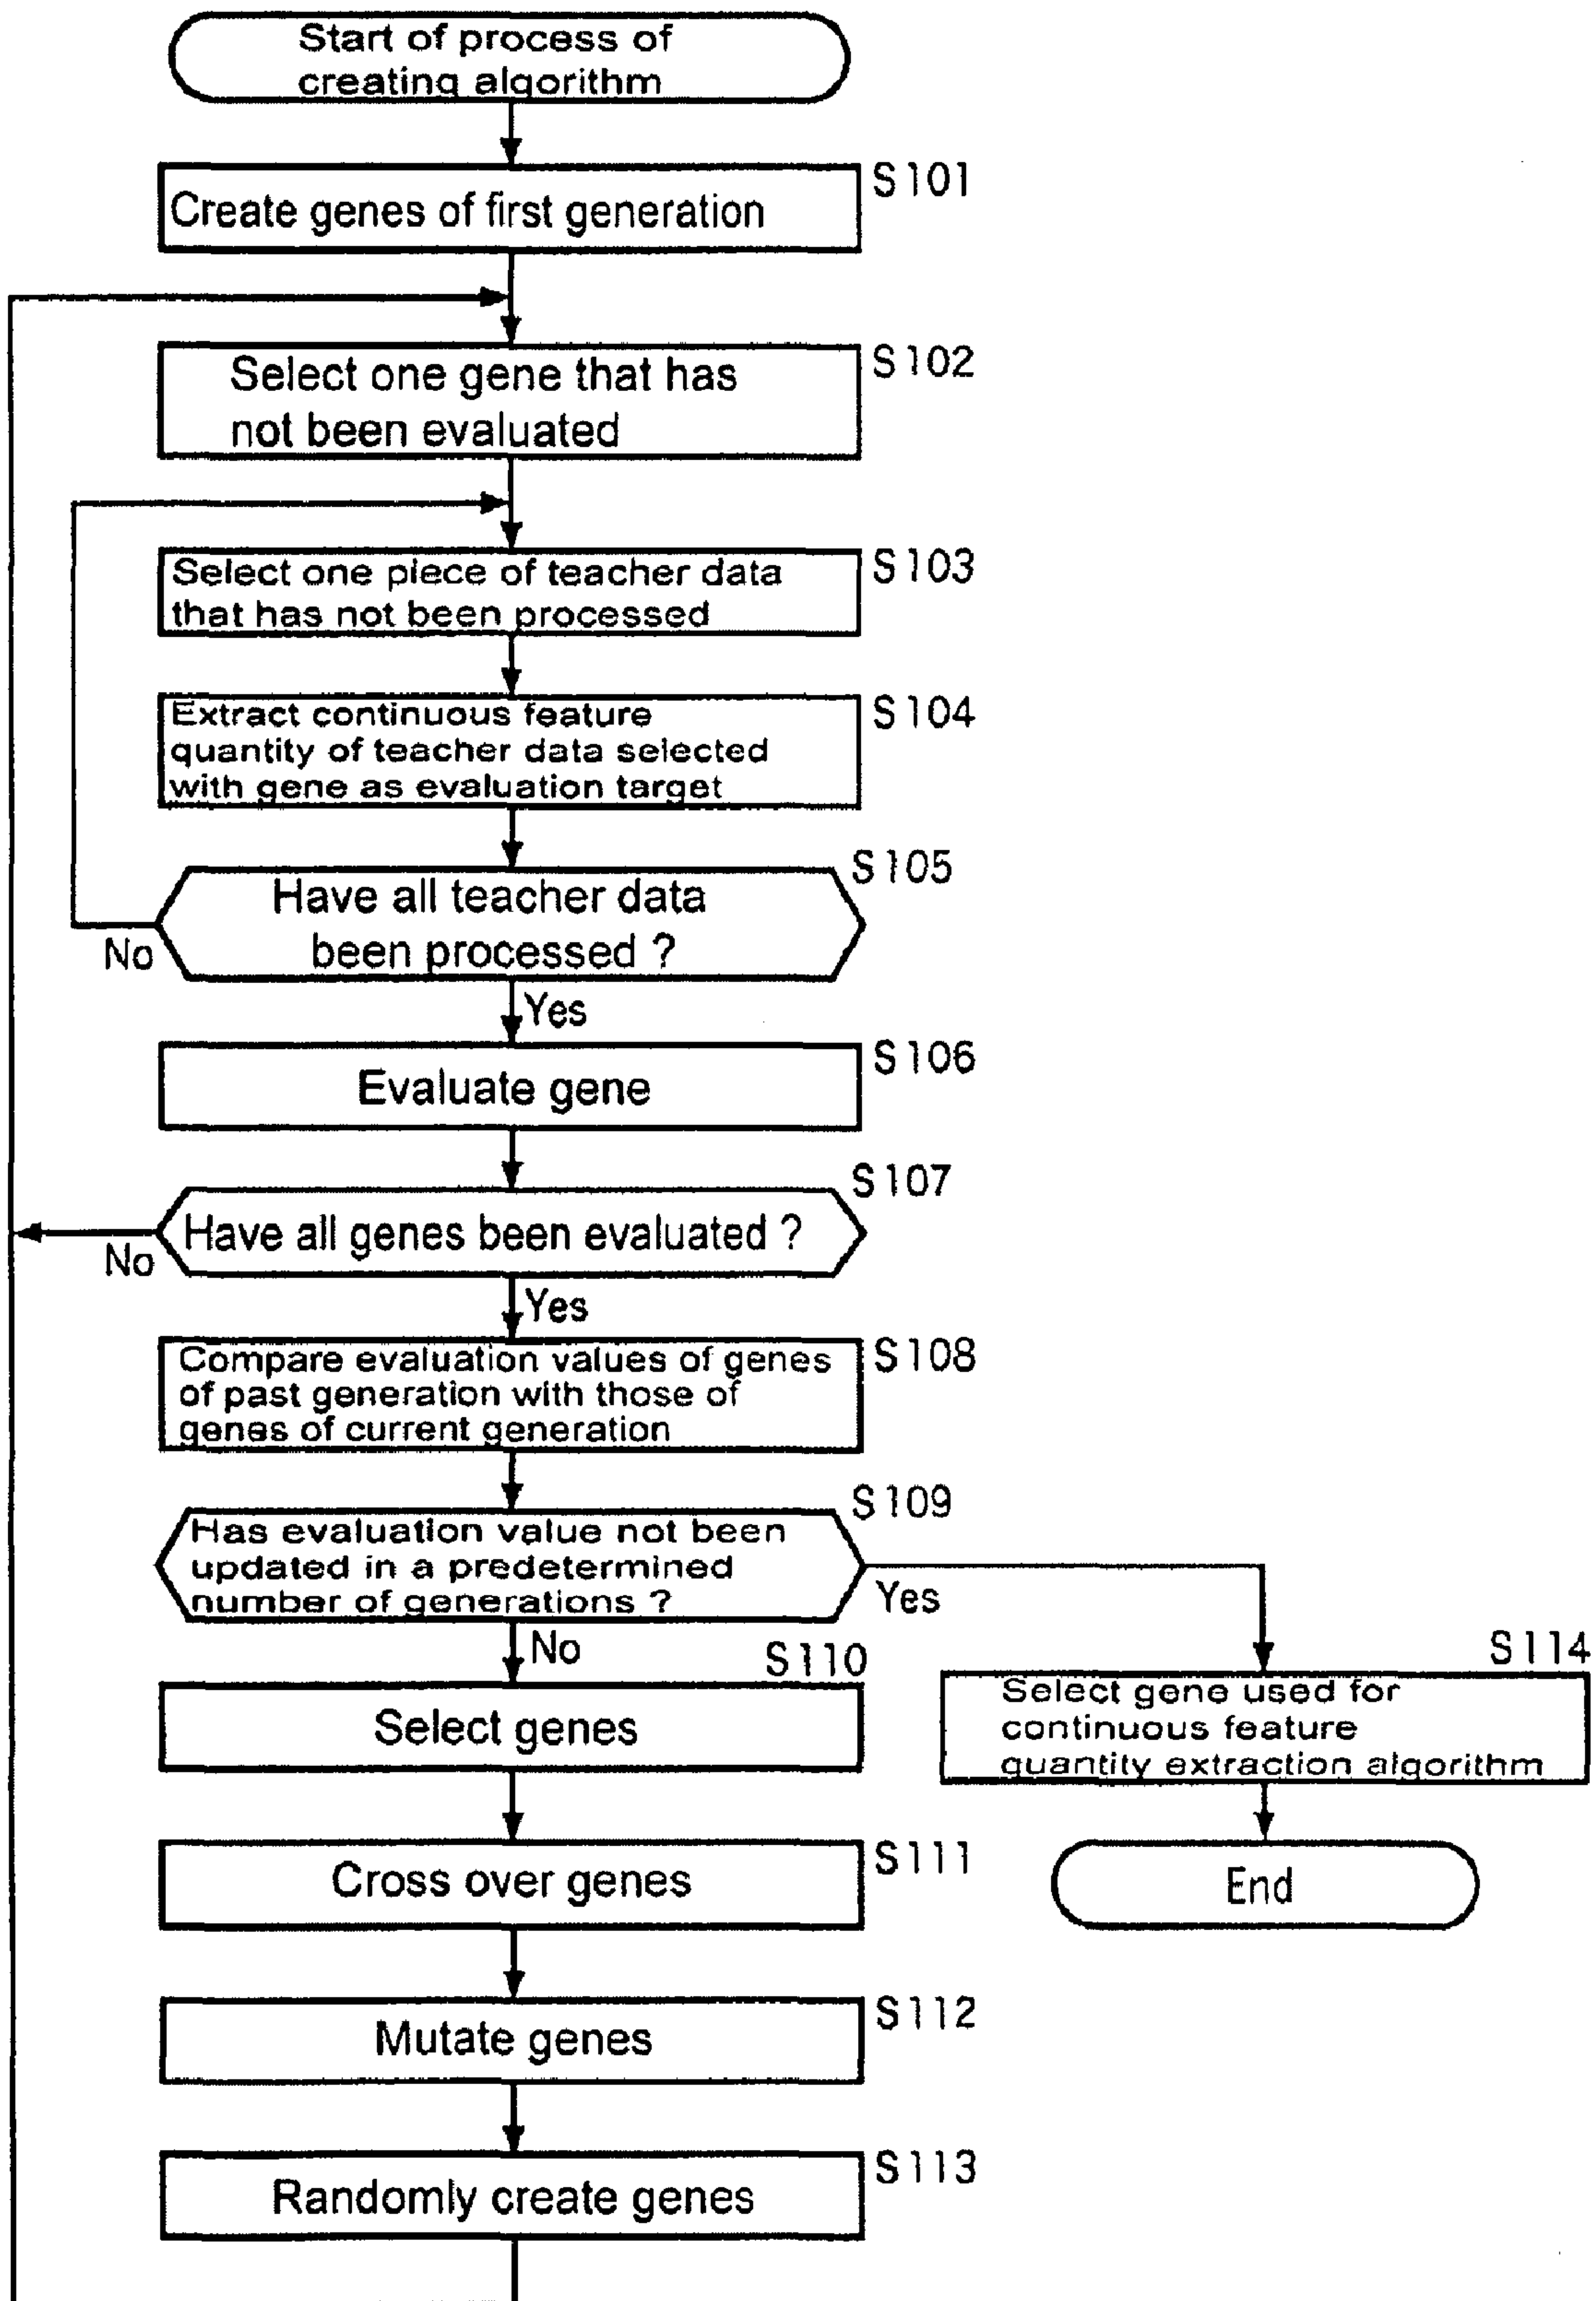 Start of process of
creating algorithm
S101
Create genes of first generation
S102
Select one gene that has
not been evaluated
S103
Select one piece of teacher data
that has not been processed
S104
Extract continuous feature
quantity of teacher data selected
with gene as evaluation target
S105
Have all teacher data
been processed ?
No
Yes
S106
Evaluate gene
S107
Have all genes been evaluated ?
No
Yes
S108
Compare evaluation values of genes
of past generation with those of
genes of current generation
S109
Has evaluation value not been
updated in a predetermined
number of generations ?
Yes
No
S110
Select genes
S114
Select gene used for
continuous feature
quantity extraction algorithm
S111
Cross over genes
End
S112
Mutate genes
S113
Randomly create genes